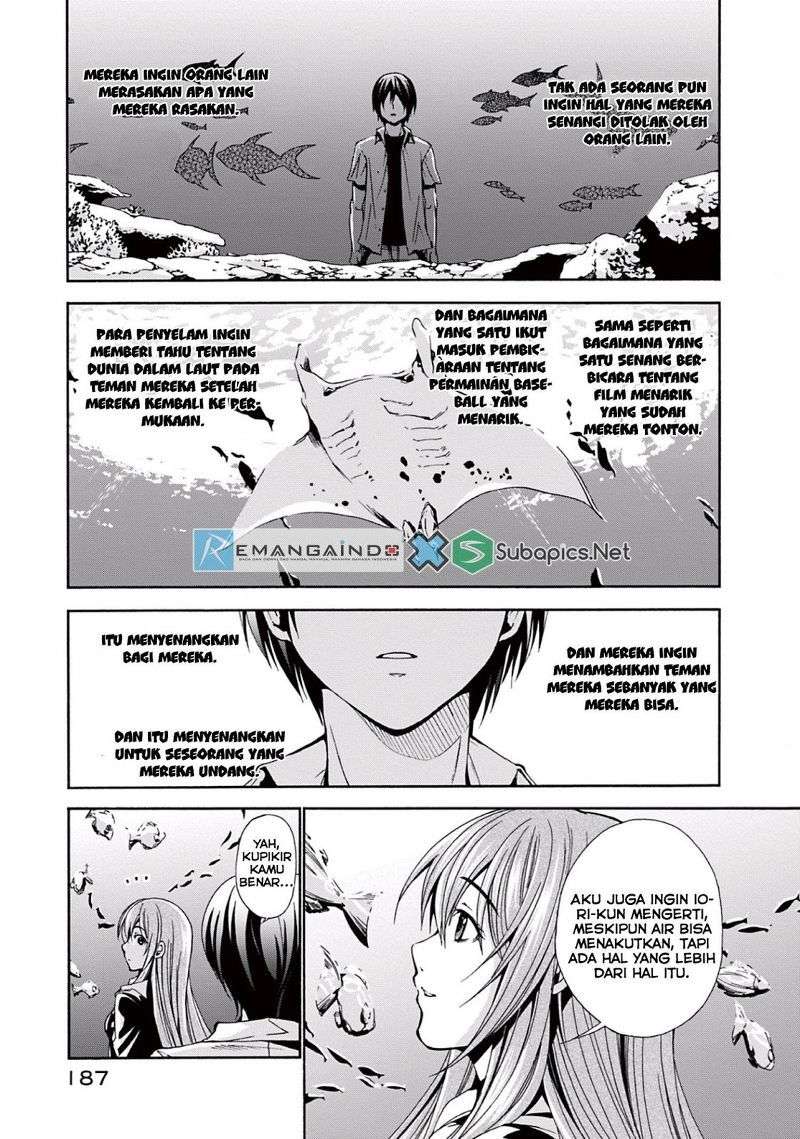 TAK ADA SEORANG PUN
INGIN HAL YANG MEREKA
SENANGI DITOLAK OLEH
ORANG LAIN.
MEREKA INGIN ORANG LAIN
MERASAKAN APA YANG
MEREKA RASAKAN.
SAMA SEPERTI
BAGAIMANA YANG
SATU SENANG BER-
BICARA TENTANG
FILM MENARIK
YANG SUDAH
MEREKA TONTON.
DAN BAGAIMANA
YANG SATU IKUT
MASUK PEMBIC-
ARAAN TENTANG
PERMAINAN BASE-
BALL YANG
MENARIK.
PARA PENYELAM INGIN
MEMBERI TAHU TENTANG
DUNIA DALAM LAUT PADA
TEMAN MEREKA SETELAH
MEREKA KEMBALI KE PER-
MUKAAN.
REMANGAINDO
X
S Subapics.Net
DAN MEREKA INGIN
MENAMBAHKAN TEMAN
MEREKA SEBANYAK YANG
MEREKA BISA.
ITU MENYENANGKAN
BAGI MEREKA.
DAN ITU MENYENANGKAN
UNTUK SESEORANG YANG
MEREKA UNDANG.
AKU JUGA INGIN IO-
RI-KUN MENGERTI,
MESKIPUN AIR BISA
MENAKUTKAN, TAPI
ADA HAL YANG LEBIH
DARI HAL ITU.
YAH,
KUPIKIR
KAMU
BENAR...
...
187